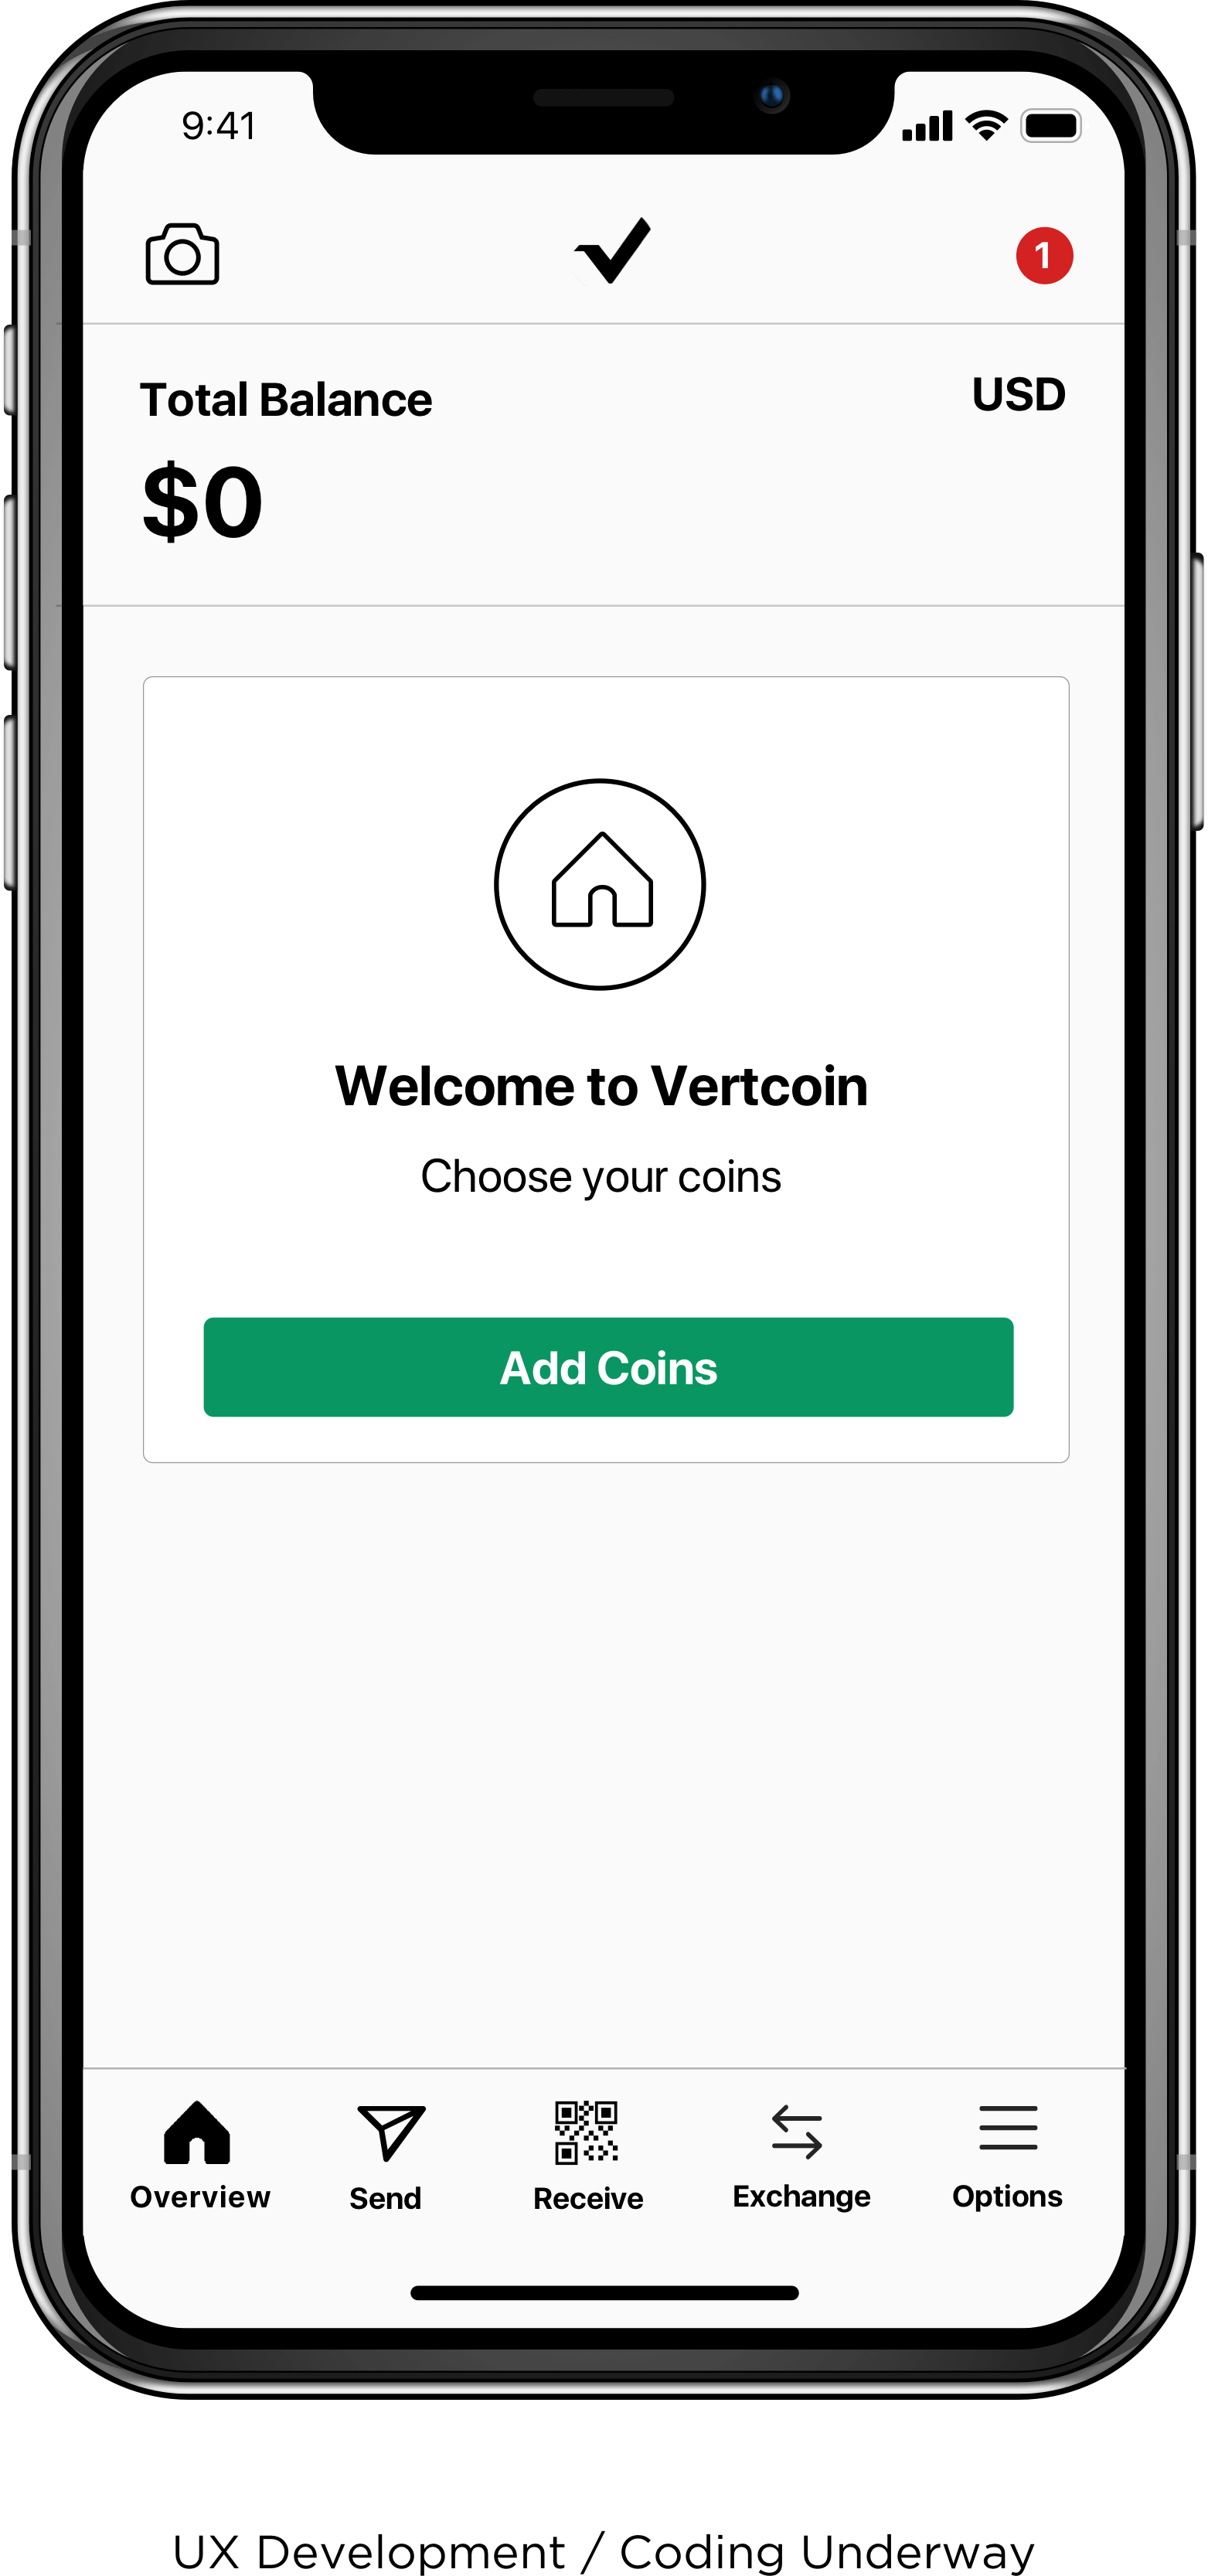 9:41
1
Total Balance
USD
$0
Welcome to Vertcoin
Choose your coins
Add Coins
Overview
Send
Receive
Exchange
Options
UX Development / Coding Underway